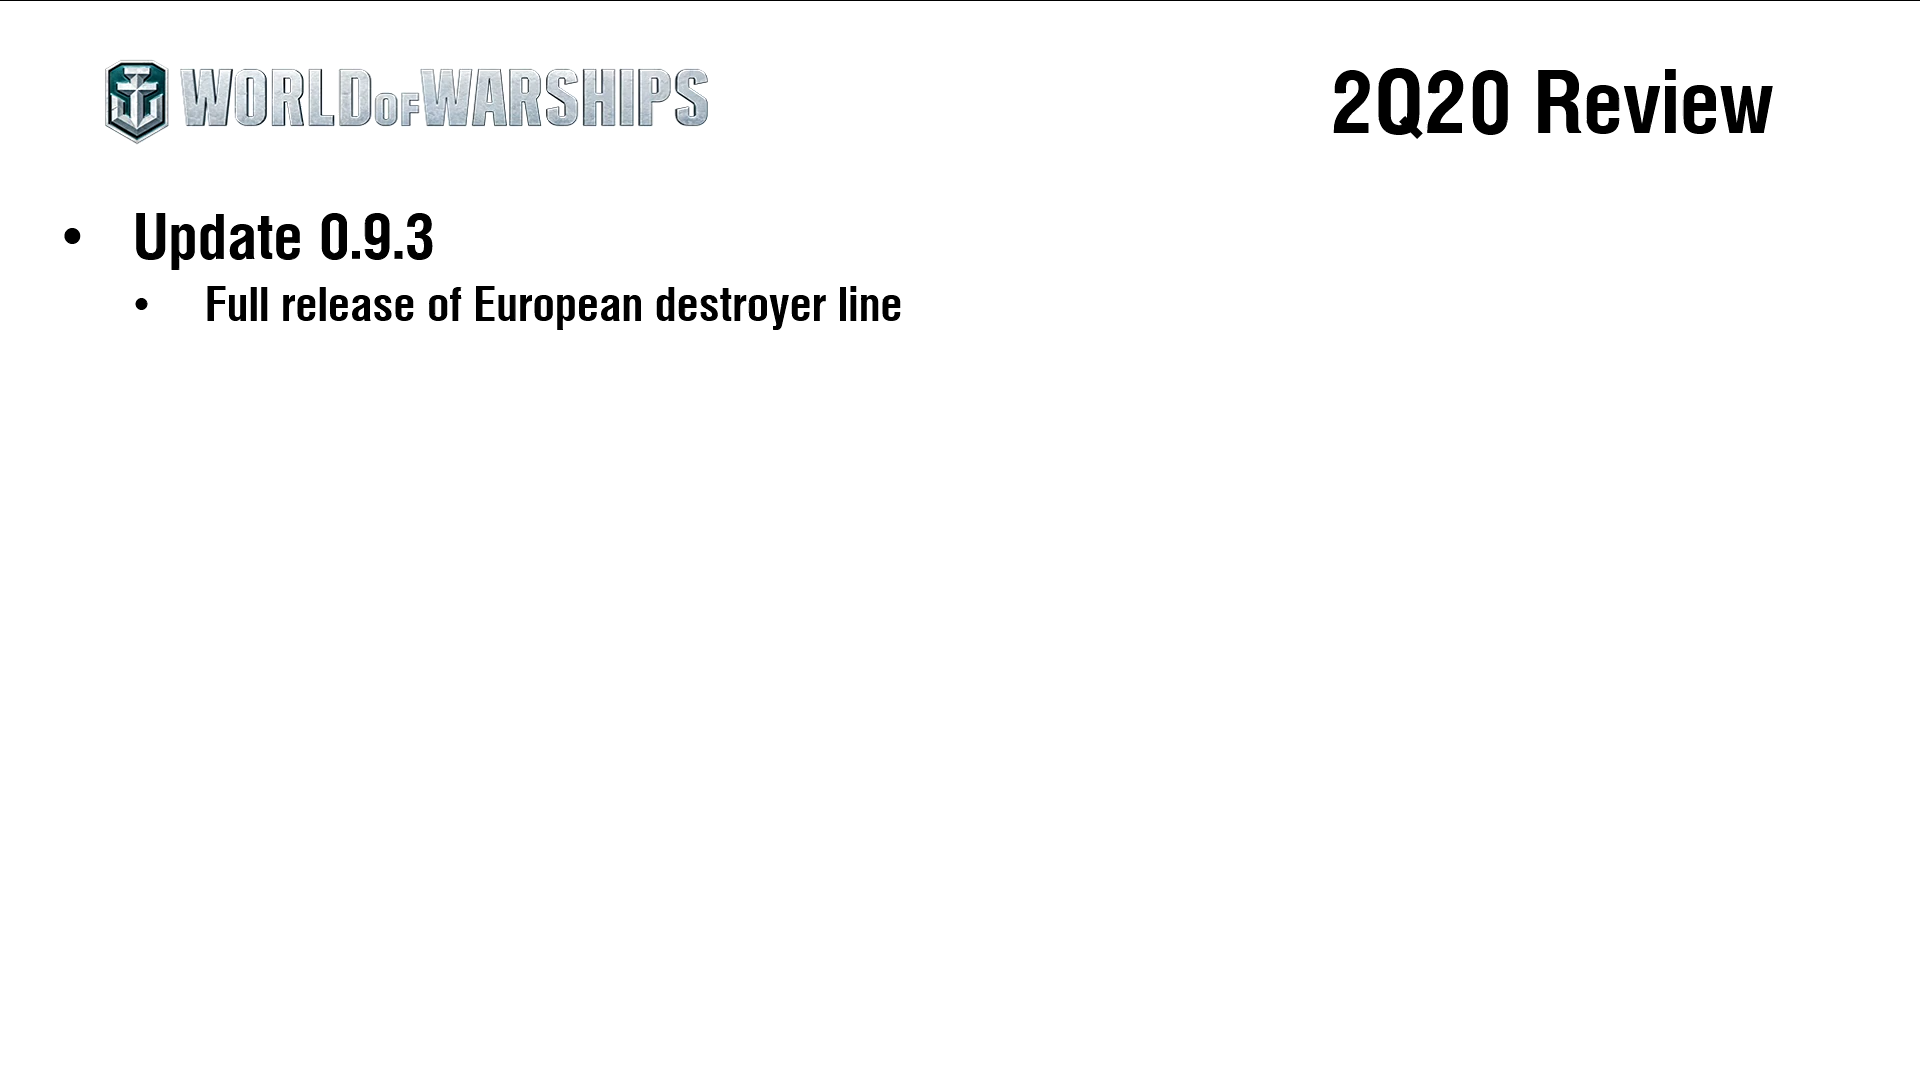 WORLD OF WARSHIPS
2Q20 Review
• Update 0.9.3
• Full release of European destroyer line